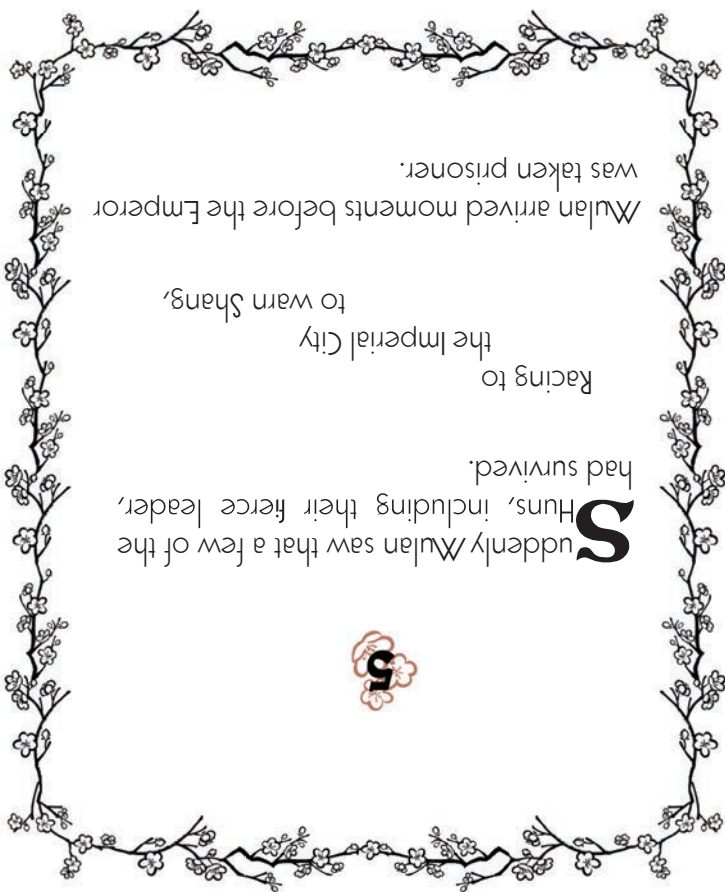 5
Suddenly Mulan saw that a few of the
Huns, including their fierce leader,
had survived.
Racing to
the Imperial City
to warn Shang,
Mulan arrived moments before the Emperor
was taken prisoner.